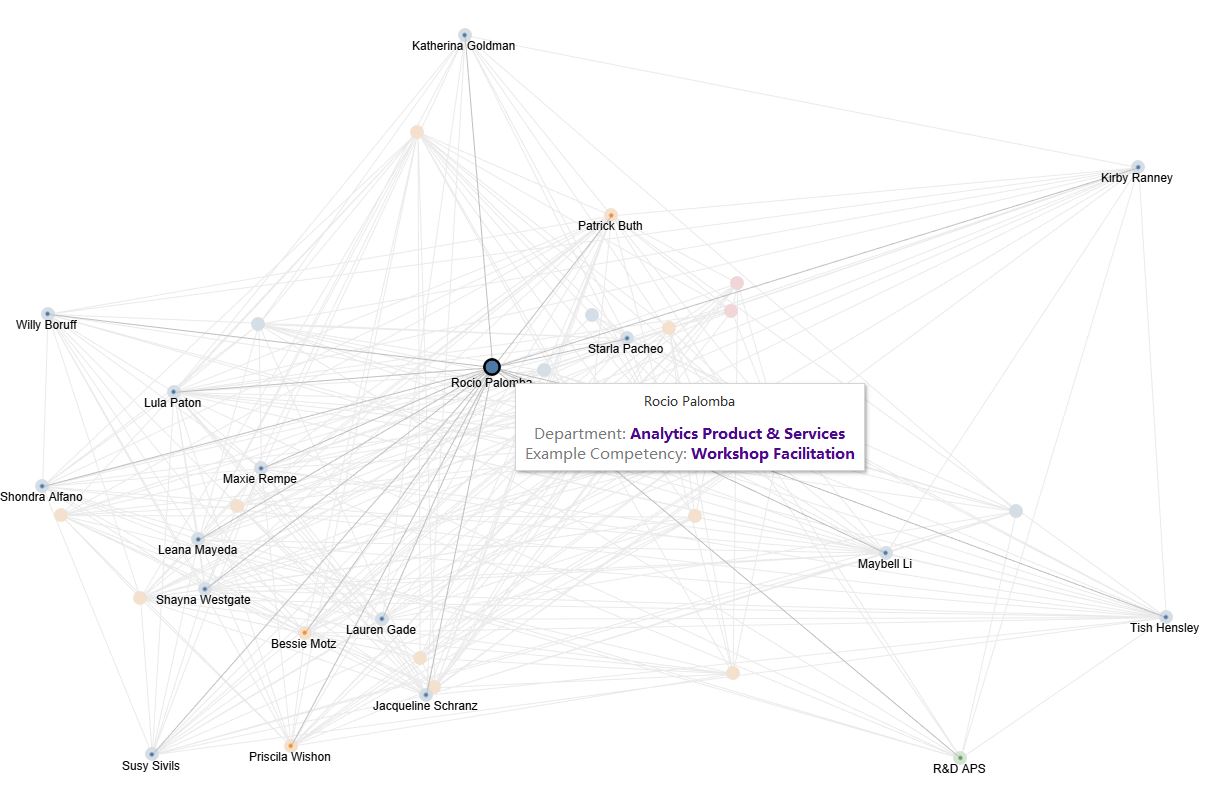 Katherina Goldman
Kirby Ranney
Patrick Buth
Willy Boruff
Starla Pacheo
Rocio Palomba
Lula Paton
Rocio Palomba
Department: Analytics Product & Services
Example Competency: Workshop Facilitation
Maxie Rempe
Shondra Alfano
Leana Mayeda
Maybell Li
Shayna Westgate
Lauren Gade
Tish Hensley
Bessie Motz
Jacqueline Schranz
Priscila Wishon
Susy Sivils
R&D APS